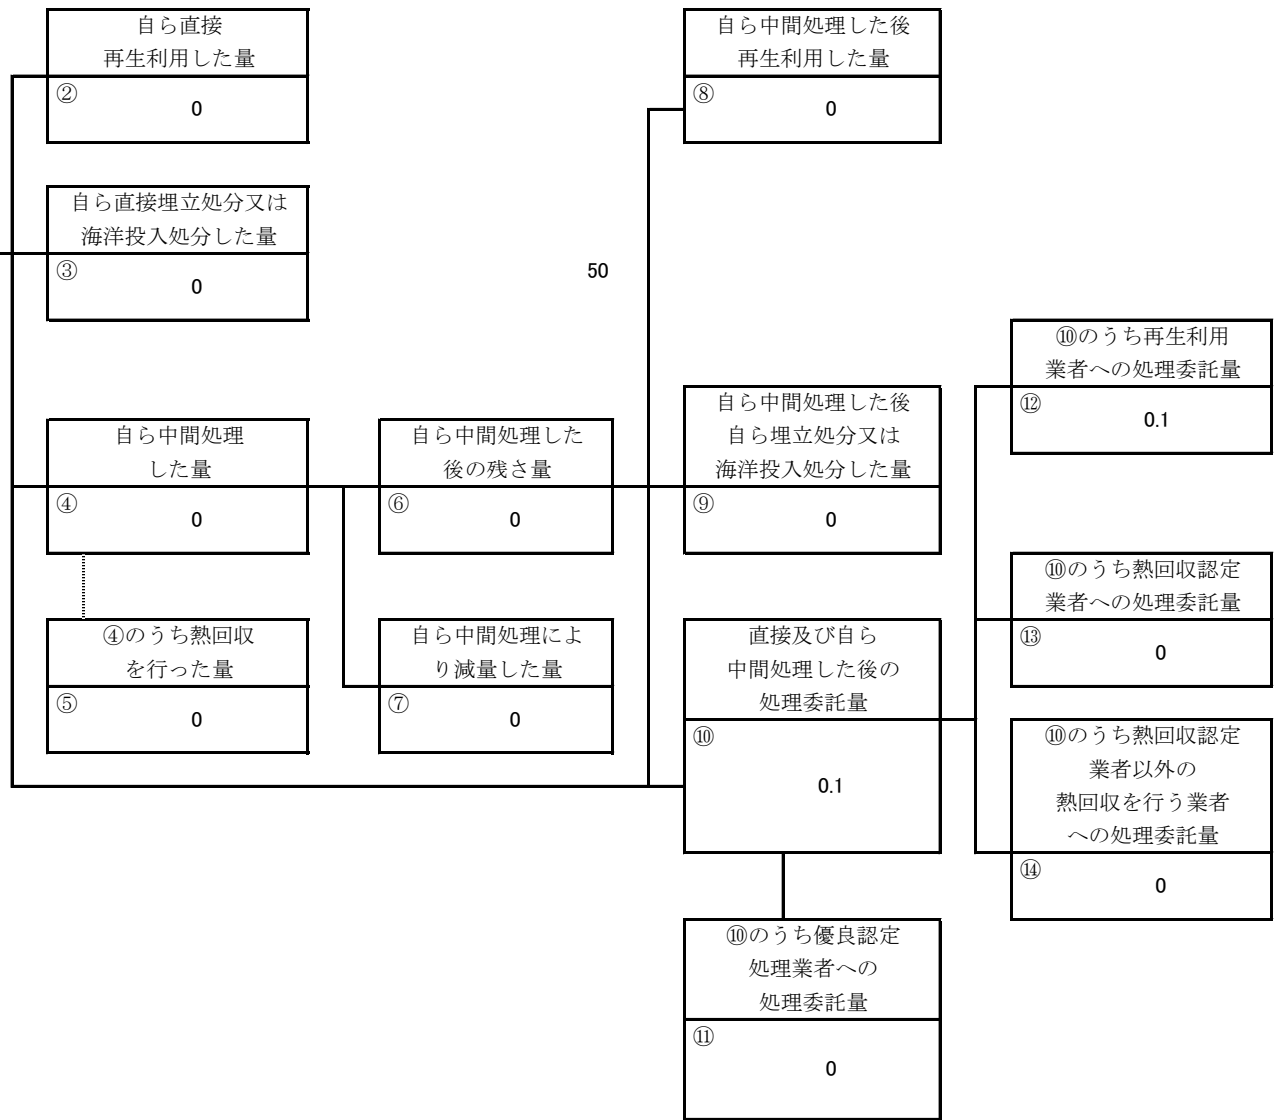 自ら直接
再生利用した量
②
0
自ら中間処理した後
再生利用した量
⑧
0
自ら直接埋立処分又は
海洋投入処分した量
③
0
50
⑩のうち再生利用
業者への処理委託量
⑫
0.1
自ら中間処理
した量
④
0
自ら中間処理した
後の残さ量
⑥
0
自ら中間処理した後
自ら埋立処分又は
海洋投入処分した量
⑨
0
⑩のうち熱回収認定
業者への処理委託量
⑬
0
④のうち熱回収
を行った量
⑤
0
自ら中間処理によ
り減量した量
⑦
0
直接及び自ら
中間処理した後の
処理委託量
⑩
0.1
⑩のうち熱回収認定
業者以外の
熱回収を行う業者
への処理委託量
⑭
0
⑩のうち優良認定
処理業者への
処理委託量
⑪
0